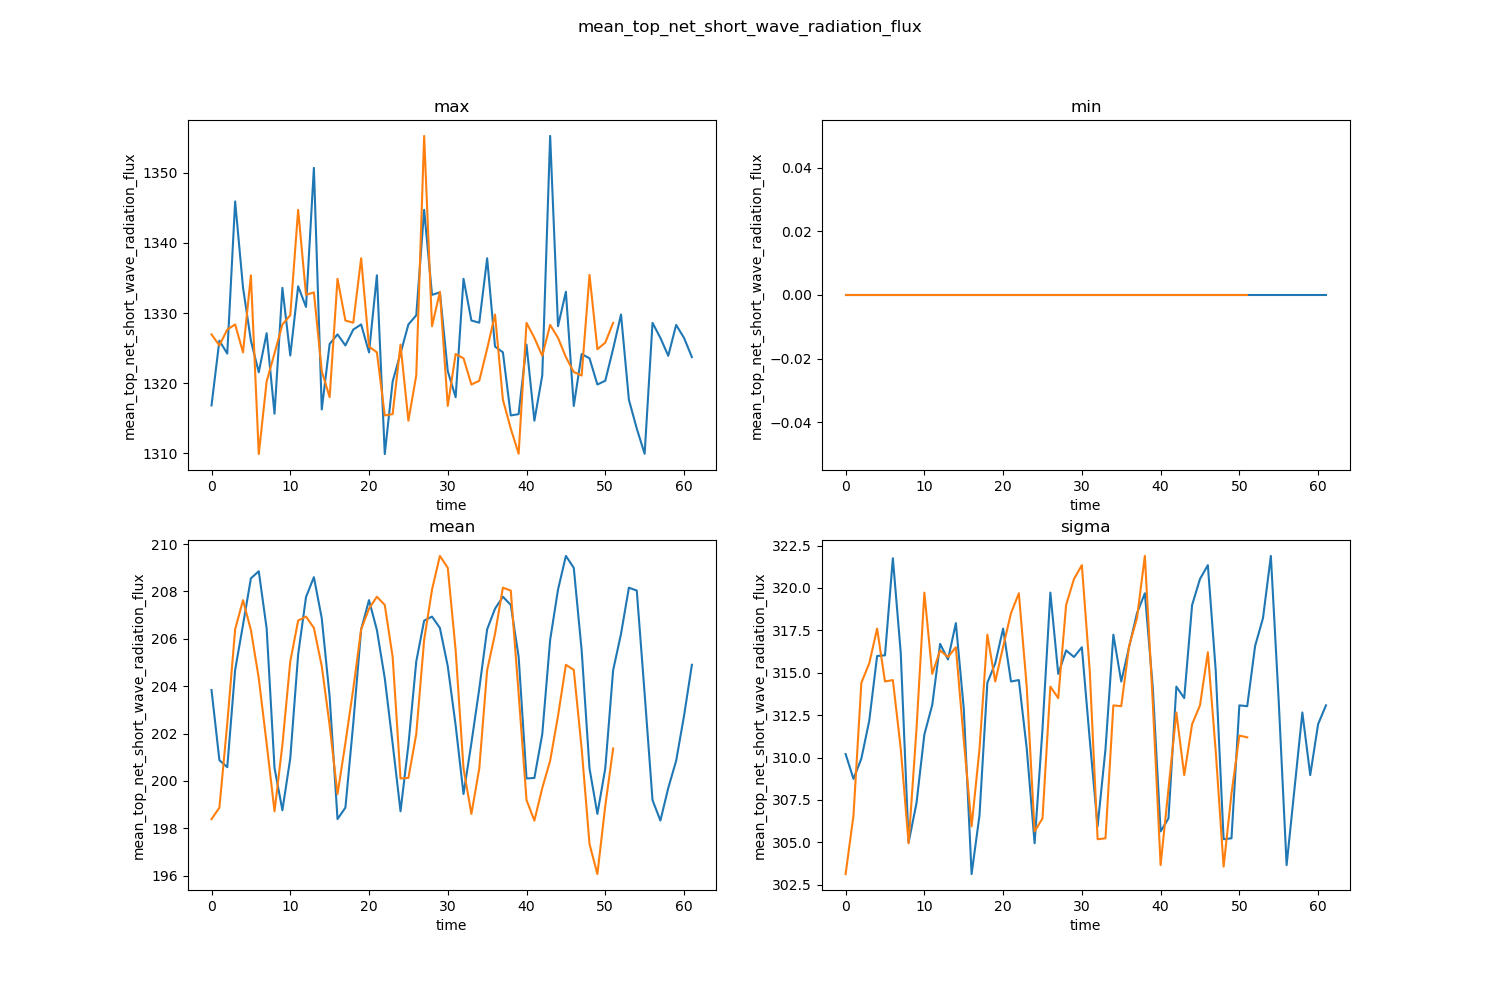 mean_top_net_short_wave_radiation_flux
max
mean_top_net_short_wave_radiation_flux
1350
1340
1330
1320
1310
0 10 20 30 40 50 60
time
min
mean_top_net_short_wave_radiation_flux
0.04
0.02
0.00
−0.02
−0.04
0 10 20 30 40 50 60
time
mean
mean_top_net_short_wave_radiation_flux
210
208
206
204
202
200
198
196
0 10 20 30 40 50 60
time
sigma
mean_top_net_short_wave_radiation_flux
322.5
320.0
317.5
315.0
312.5
310.0
307.5
305.0
302.5
0 10 20 30 40 50 60
time